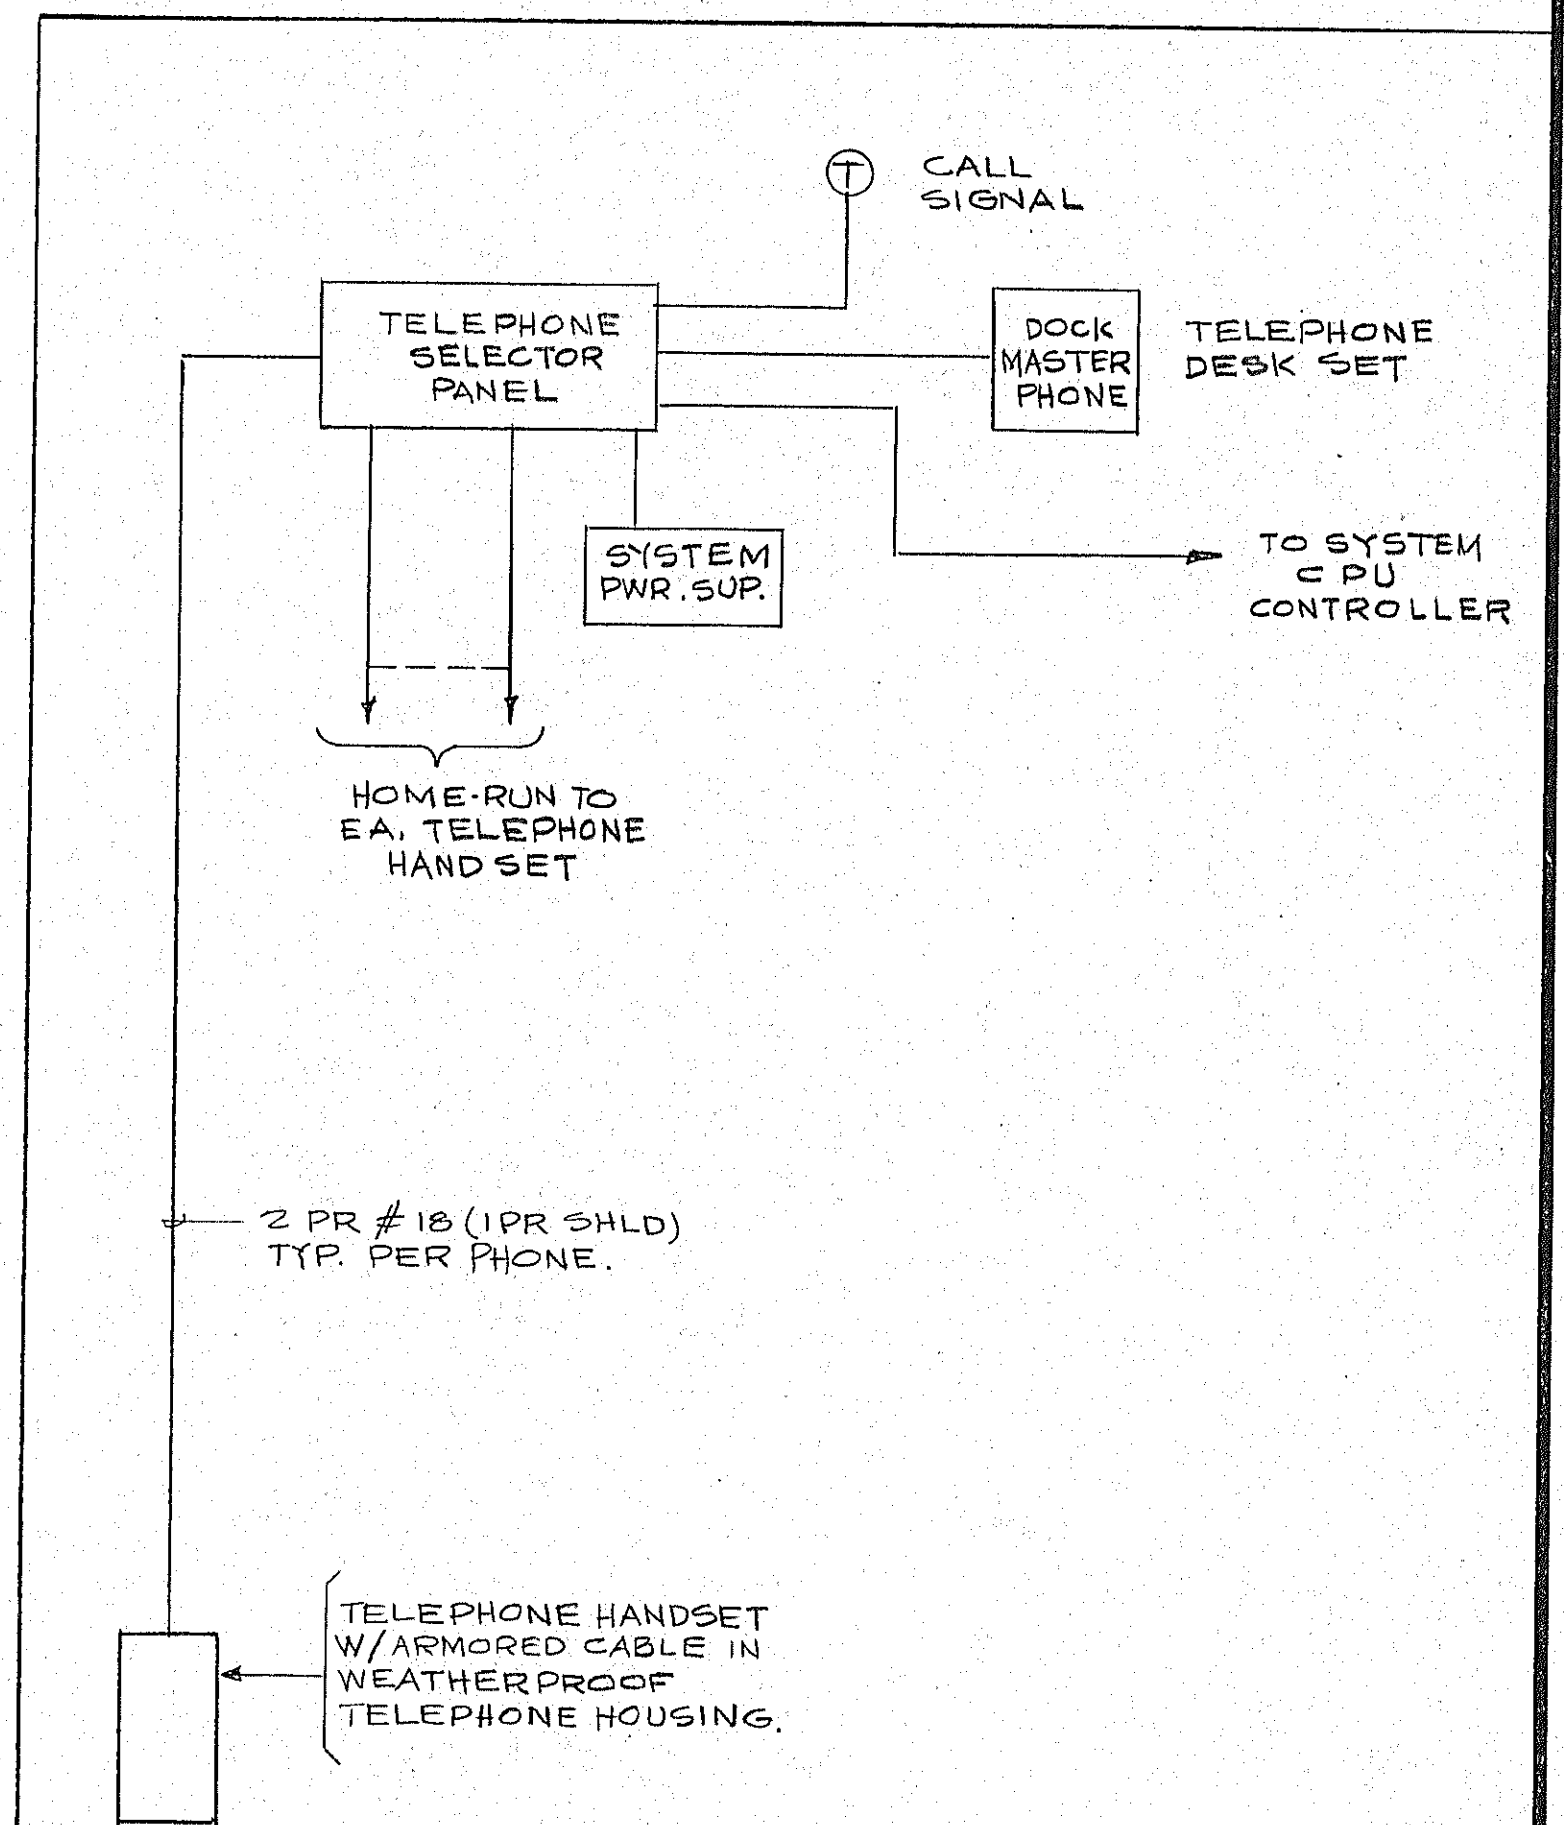 T
CALL
SIGNAL
TELEPHONE
SELECTOR
PANEL
DOCK
MASTER
PHONE
TELEPHONE
DESK SET
SYSTEM
PWR. SUP.
TO SYSTEM
CPU
CONTROLLER
HOME-RUN TO
EA. TELEPHONE
HAND SET
2 PR # 18 (1PR SHLD)
TYP. PER PHONE.
TELEPHONE HANDSET
W/ARMORED CABLE IN
WEATHERPROOF
TELEPHONE HOUSING.